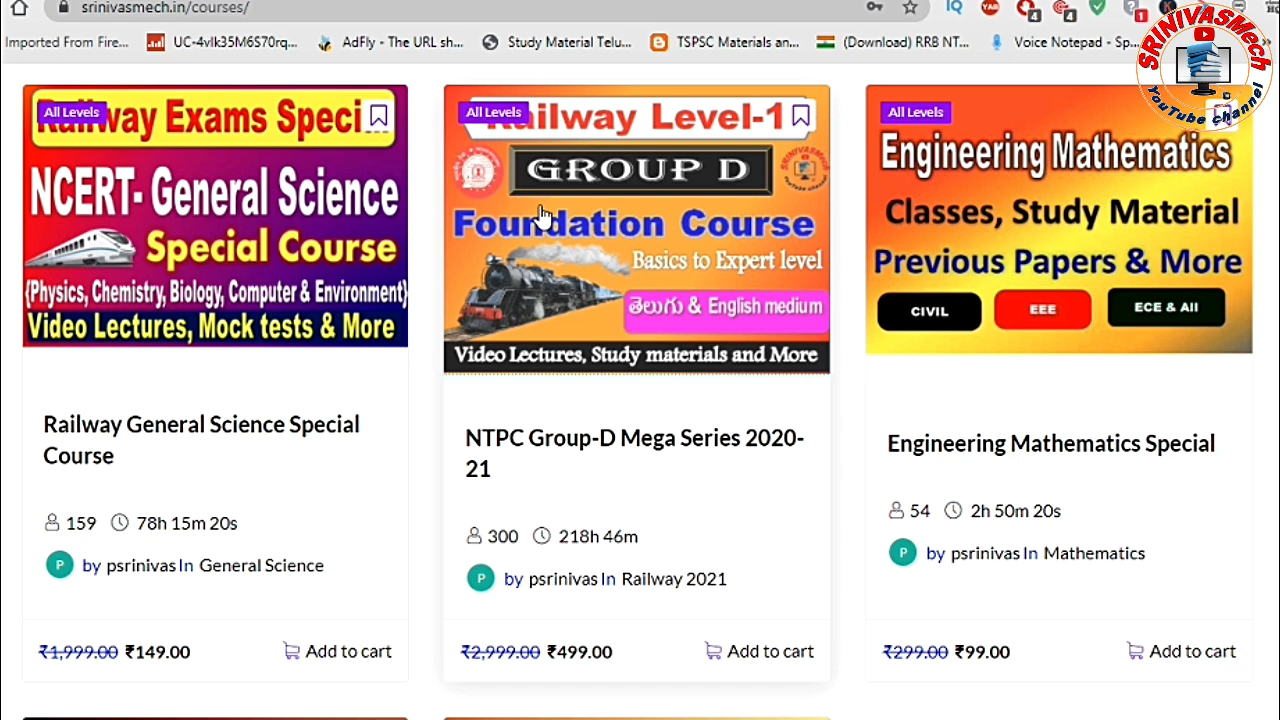 srinivasmech.in/courses/
Imported From Fire...
UC-4vlk35M6S70rq...
AdFly - The URL sh...
Study Material Telu...
TSPSC Materials an...
(Download) RRB NT...
Voice Notepad - Sp...
SRINIVASMech
YouTube channel
All Levels
Railway Exams Speci...
NCERT- General Science
Special Course
{Physics, Chemistry, Biology, Computer & Environment}
Video Lectures, Mock tests & More
Railway General Science Special
Course
159 78h 15m 20s
P by psrinivas In General Science
₹1,999.00 ₹149.00 Add to cart
All Levels
Railway Level-1
GROUP D
SRINIVASMech
Foundation Course
Basics to Expert level
తెలుగు & English medium
Video Lectures, Study materials and More
NTPC Group-D Mega Series 2020-
21
300 218h 46m
P by psrinivas In Railway 2021
₹2,999.00 ₹499.00 Add to cart
All Levels
Engineering Mathematics
Classes, Study Material
Previous Papers & More
CIVIL
EEE
ECE & All
Engineering Mathematics Special
54 2h 50m 20s
P by psrinivas In Mathematics
₹299.00 ₹99.00 Add to cart